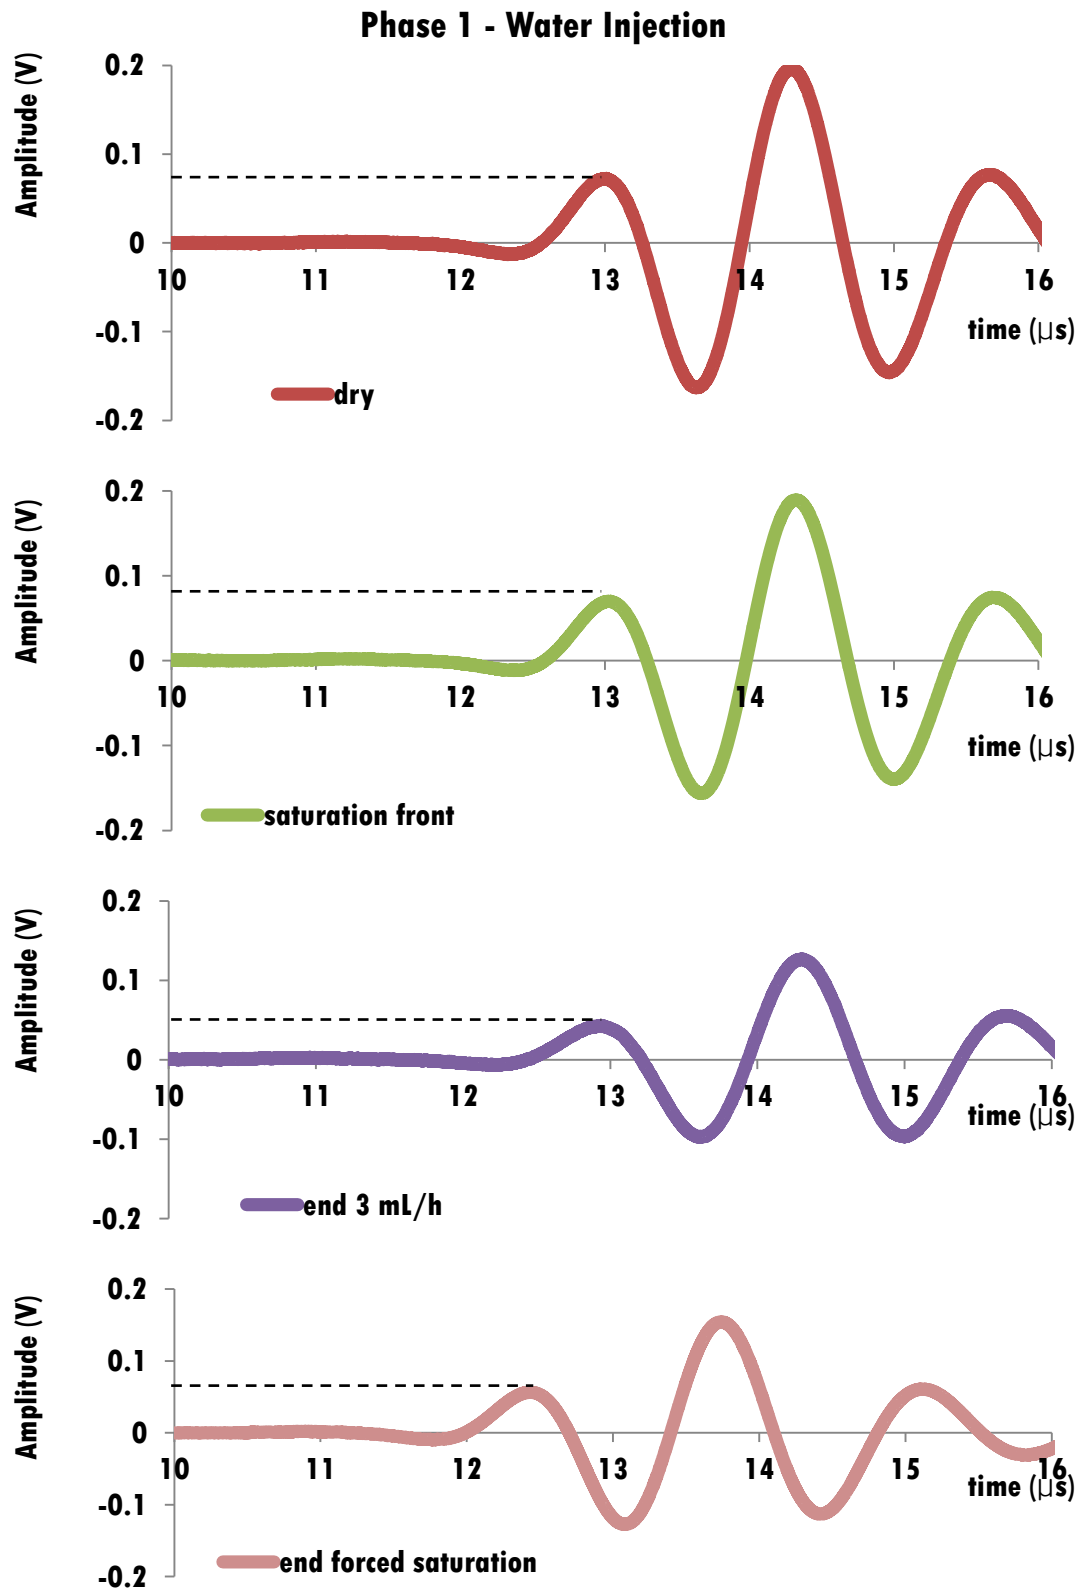 Phase 1 - Water Injection
Amplitude (V)
0.2
0.1
0
-0.1
-0.2
10 11 12 13 14 15 16
time (µs)
dry
Amplitude (V)
0.2
0.1
0
-0.1
-0.2
10 11 12 13 14 15 16
time (µs)
saturation front
Amplitude (V)
0.2
0.1
0
-0.1
-0.2
10 11 12 13 14 15 16
time (µs)
end 3 mL/h
Amplitude (V)
0.2
0.1
0
-0.1
-0.2
10 11 12 13 14 15 16
time (µs)
end forced saturation